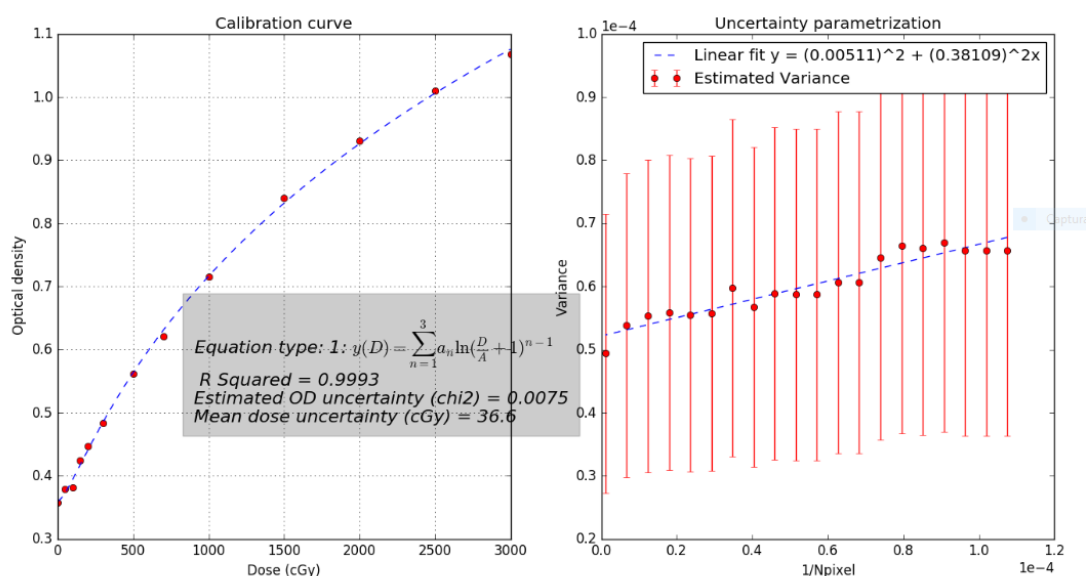 Calibration curve
1.1
1.0
0.9
0.8
0.7
0.6
0.5
0.4
0.3
Optical density
0 500 1000 1500 2000 2500 3000
Dose (cGy)
Equation type: 1: y(D) = \sum_{n=1}^{3} a_n \ln(\frac{D}{A}+1)^{n-1}
R Squared = 0.9993
Estimated OD uncertainty (chi2) = 0.0075
Mean dose uncertainty (cGy) = 36.6
Uncertainty parametrization
1e−4
Linear fit y = (0.00511)^2 + (0.38109)^2x
Estimated Variance
1.0
0.9
0.8
0.7
0.6
0.5
0.4
0.3
0.2
Variance
0.0 0.2 0.4 0.6 0.8 1.0 1.2
1/Npixel
1e−4
Captura